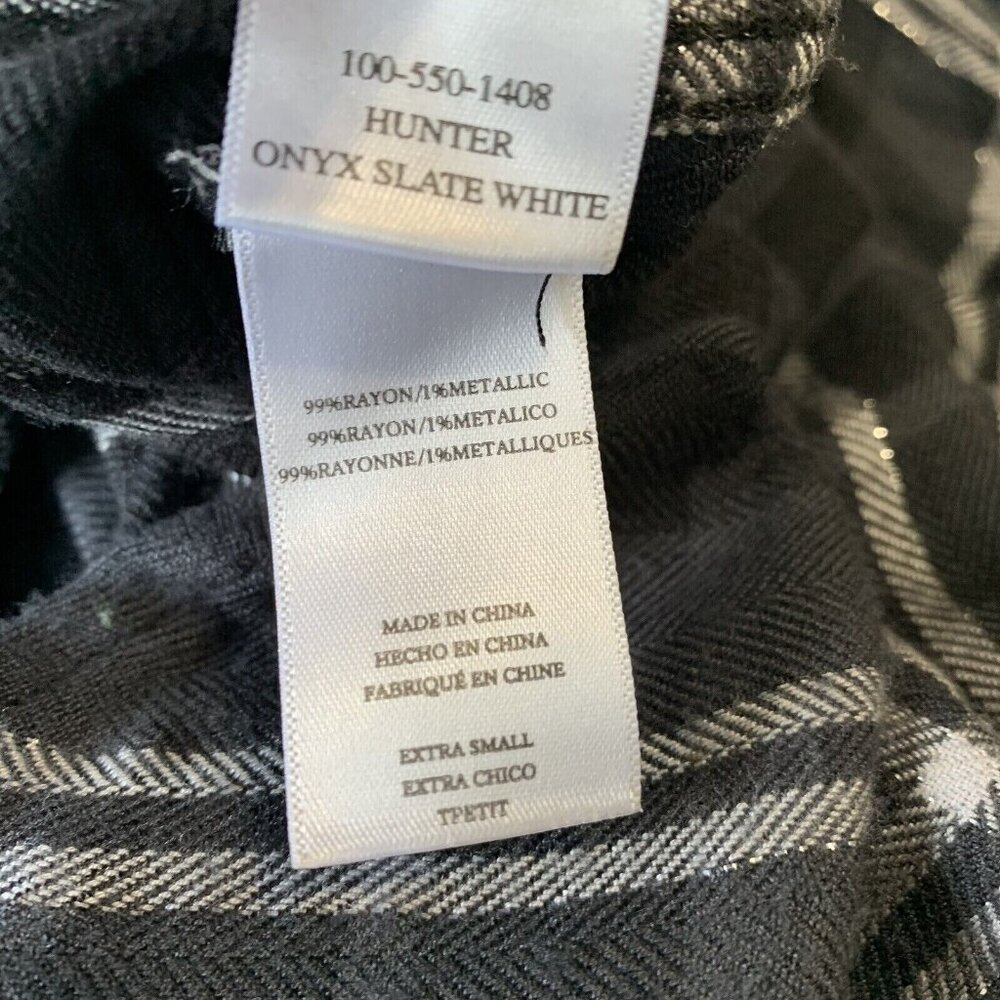 100-550-1408
HUNTER
ONYX SLATE WHITE
99%RAYON/1%METALLIC
99%RAYON/1%METALICO
99%RAYONNE/1%METALLIQUES
MADE IN CHINA
HECHO EN CHINA
FABRIQUÉ EN CHINE
EXTRA SMALL
EXTRA CHICO
TPETIT